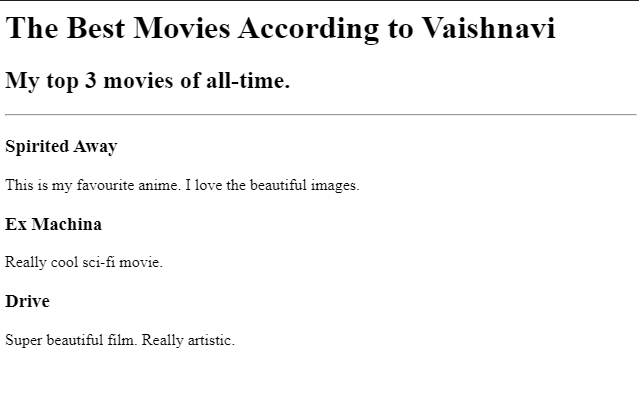 The Best Movies According to Vaishnavi
My top 3 movies of all-time.
Spirited Away
This is my favourite anime. I love the beautiful images.
Ex Machina
Really cool sci-fi movie.
Drive
Super beautiful film. Really artistic.